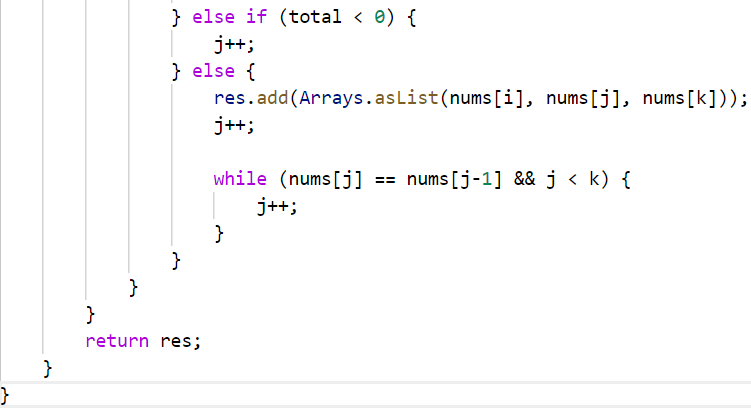 } else if (total < 0) {
j++;
} else {
res.add(Arrays.asList(nums[i], nums[j], nums[k]));
j++;
while (nums[j] == nums[j-1] && j < k) {
j++;
}
}
}
}
return res;
}
}